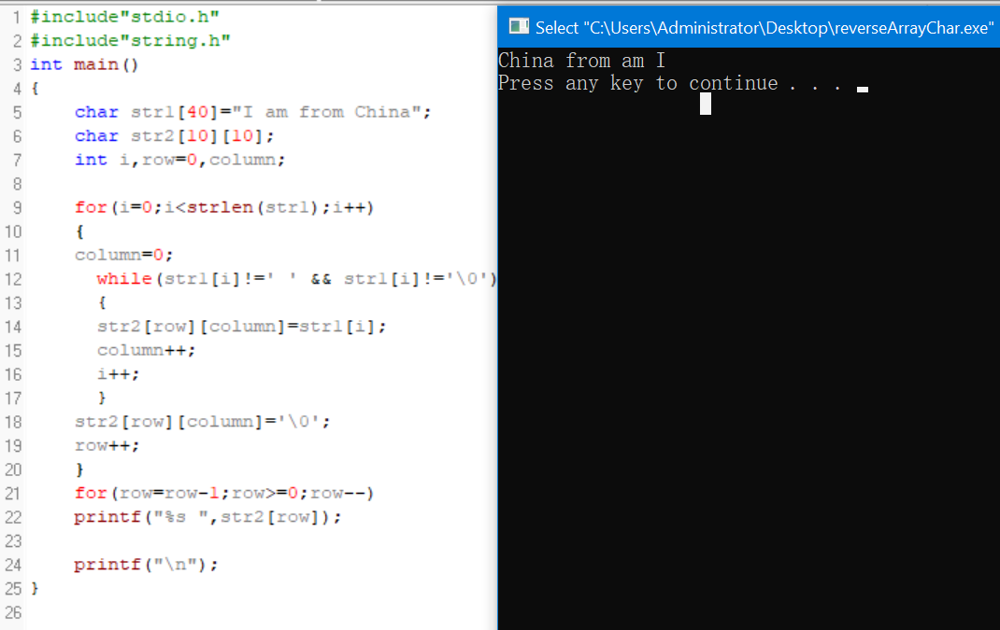 1 #include"stdio.h"
2 #include"string.h"
3 int main()
4 {
5 char str1[40]="I am from China";
6 char str2[10][10];
7 int i,row=0,column;
8
9 for(i=0;i<strlen(str1);i++)
10 {
11 column=0;
12 while(str1[i]!=' ' && str1[i]!='\0')
13 {
14 str2[row][column]=str1[i];
15 column++;
16 i++;
17 }
18 str2[row][column]='\0';
19 row++;
20 }
21 for(row=row-1;row>=0;row--)
22 printf("%s ",str2[row]);
23
24 printf("\n");
25 }
26
Select "C:\Users\Administrator\Desktop\reverseArrayChar.exe"
China from am I
Press any key to continue . . .